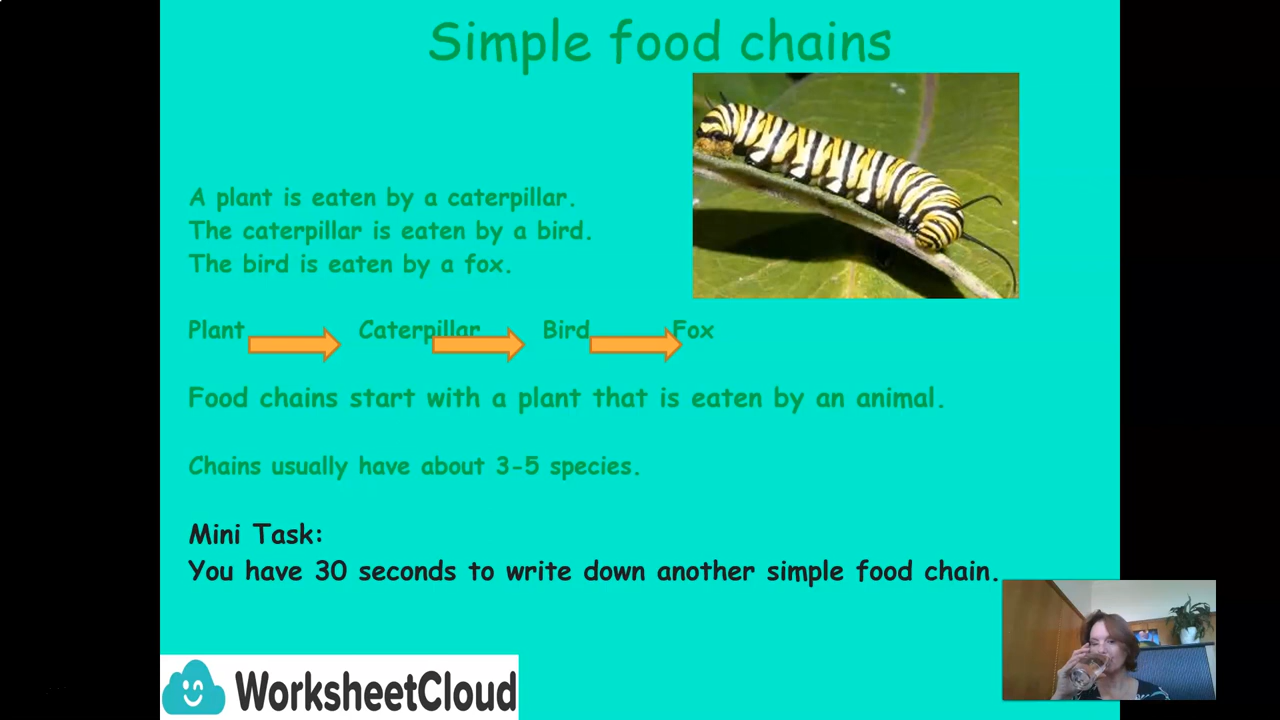 Simple food chains
A plant is eaten by a caterpillar.
The caterpillar is eaten by a bird.
The bird is eaten by a fox.
Plant Caterpillar Bird Fox
Food chains start with a plant that is eaten by an animal.
Chains usually have about 3-5 species.
Mini Task:
You have 30 seconds to write down another simple food chain.
WorksheetCloud